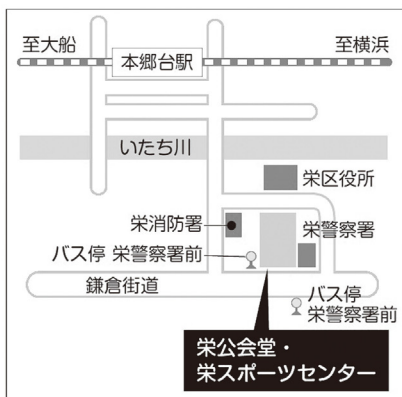 至大船
至横浜
本郷台駅
いたち川
栄区役所
栄消防署
栄警察署
バス停 栄警察署前
鎌倉街道
バス停
栄警察署前
栄公会堂・
栄スポーツセンター